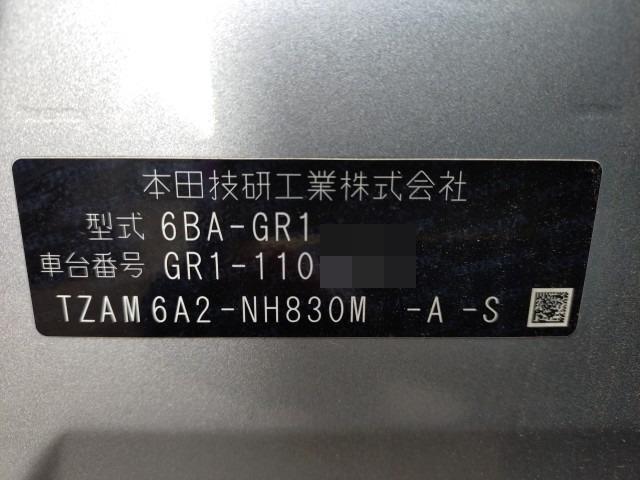 本田技研工業株式会社
型式 6BA-GR1
車台番号 GR1-110
TZAM6A2-NH830M -A -S